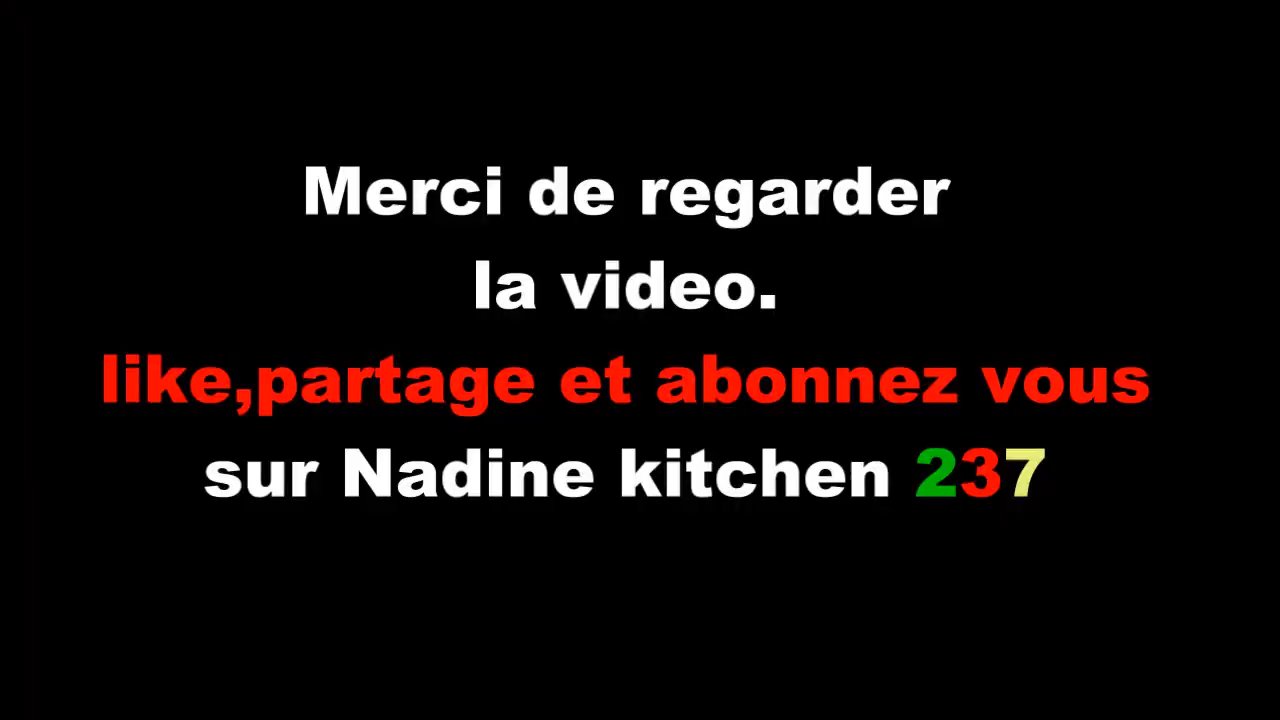 Merci de regarder
la video.
like,partage et abonnez vous
sur Nadine kitchen 237